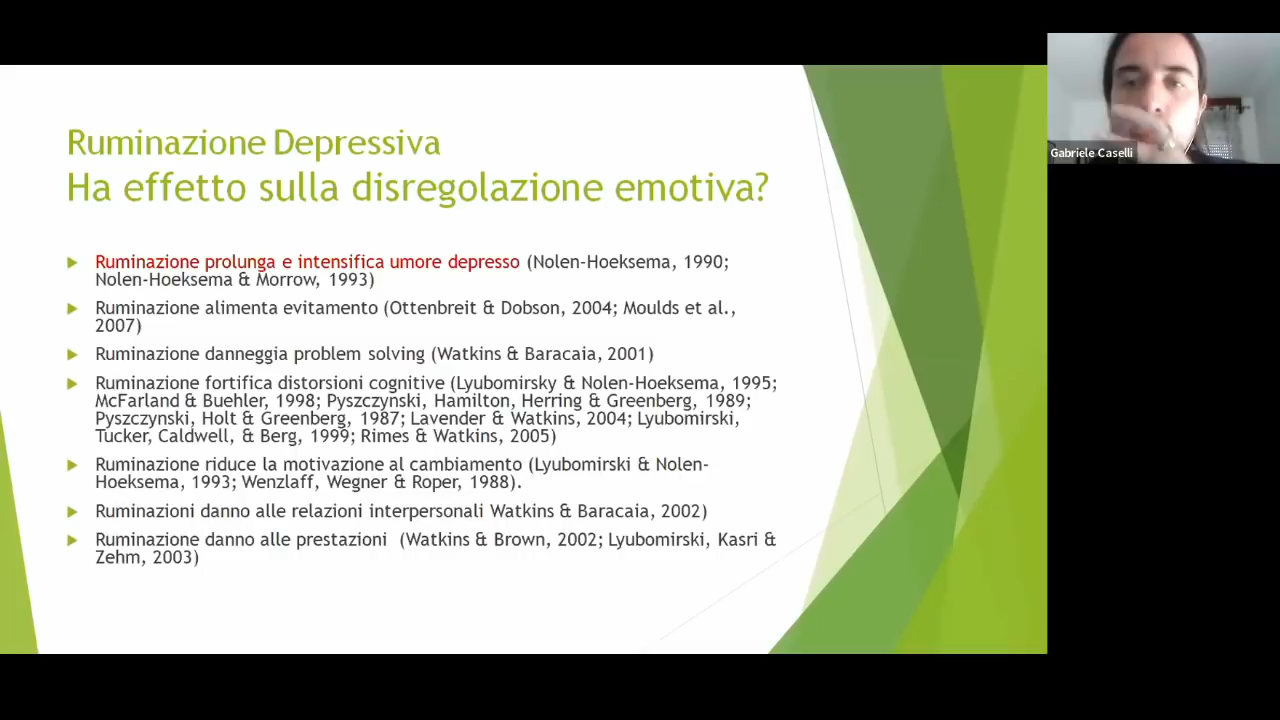 Ruminazione Depressiva
Ha effetto sulla disregolazione emotiva?
Ruminazione prolunga e intensifica umore depresso (Nolen-Hoeksema, 1990;
Nolen-Hoeksema & Morrow, 1993)
Ruminazione alimenta evitamento (Ottenbreit & Dobson, 2004; Moulds et al.,
2007)
Ruminazione danneggia problem solving (Watkins & Baracaia, 2001)
Ruminazione fortifica distorsioni cognitive (Lyubomirsky & Nolen-Hoeksema, 1995;
McFarland & Buehler, 1998; Pyszczynski, Hamilton, Herring & Greenberg, 1989;
Pyszczynski, Holt & Greenberg, 1987; Lavender & Watkins, 2004; Lyubomirski,
Tucker, Caldwell, & Berg, 1999; Rimes & Watkins, 2005)
Ruminazione riduce la motivazione al cambiamento (Lyubomirski & Nolen-
Hoeksema, 1993; Wenzlaff, Wegner & Roper, 1988).
Ruminazioni danno alle relazioni interpersonali Watkins & Baracaia, 2002)
Ruminazione danno alle prestazioni (Watkins & Brown, 2002; Lyubomirski, Kasri &
Zehm, 2003)
Gabriele Caselli